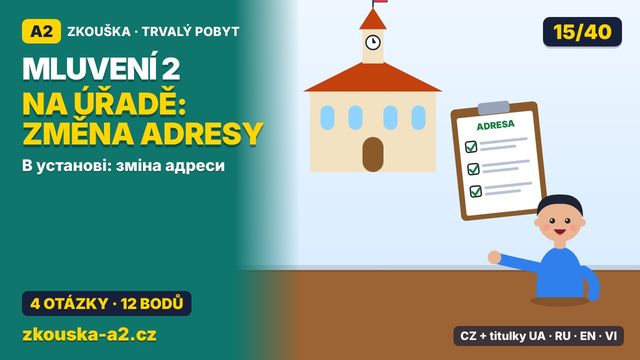 A2 ZKOUŠKA · TRVALÝ POBYT
15/40
MLUVENÍ 2
NA ÚŘADĚ:
ZMĚNA ADRESY
В установі: зміна адреси
ADRESA
4 OTÁZKY · 12 BODŮ
zkouska-a2.cz
CZ + titulky UA · RU · EN · VI